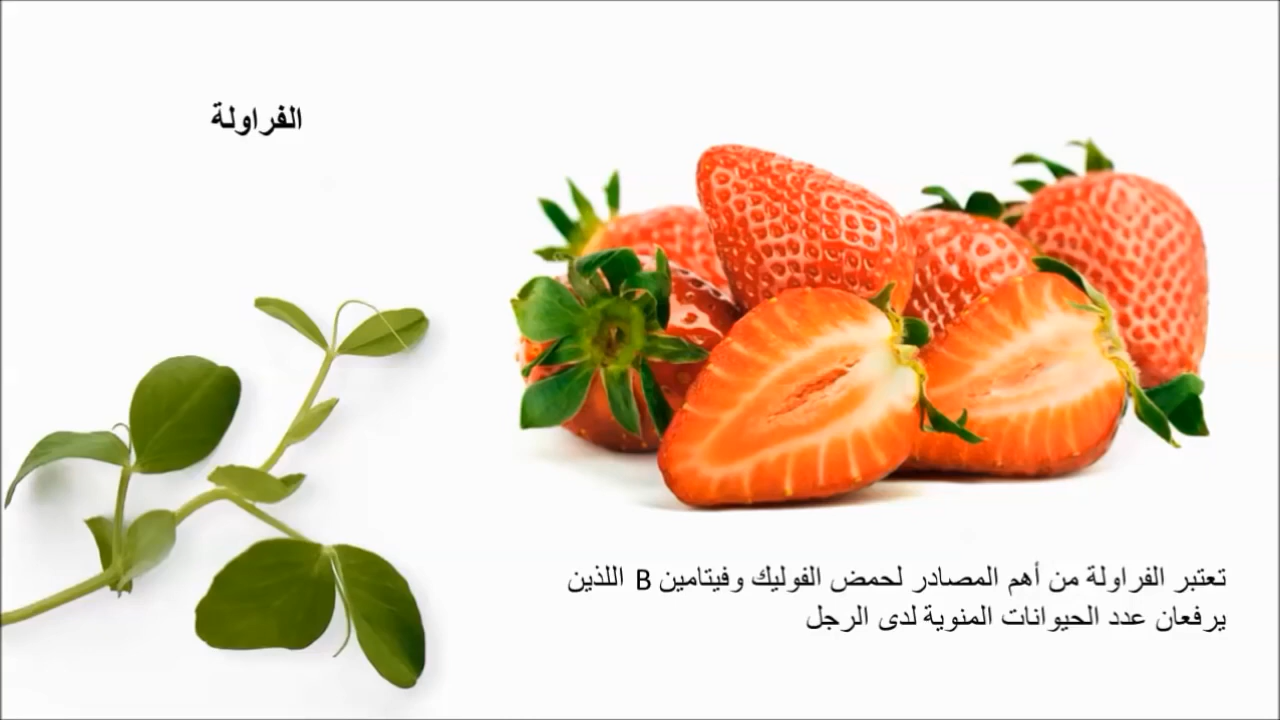 الفراولة
تعتبر الفراولة من أهم المصادر لحمض الفوليك وفيتامين B اللذين
يرفعان عدد الحيوانات المنوية لدى الرجل